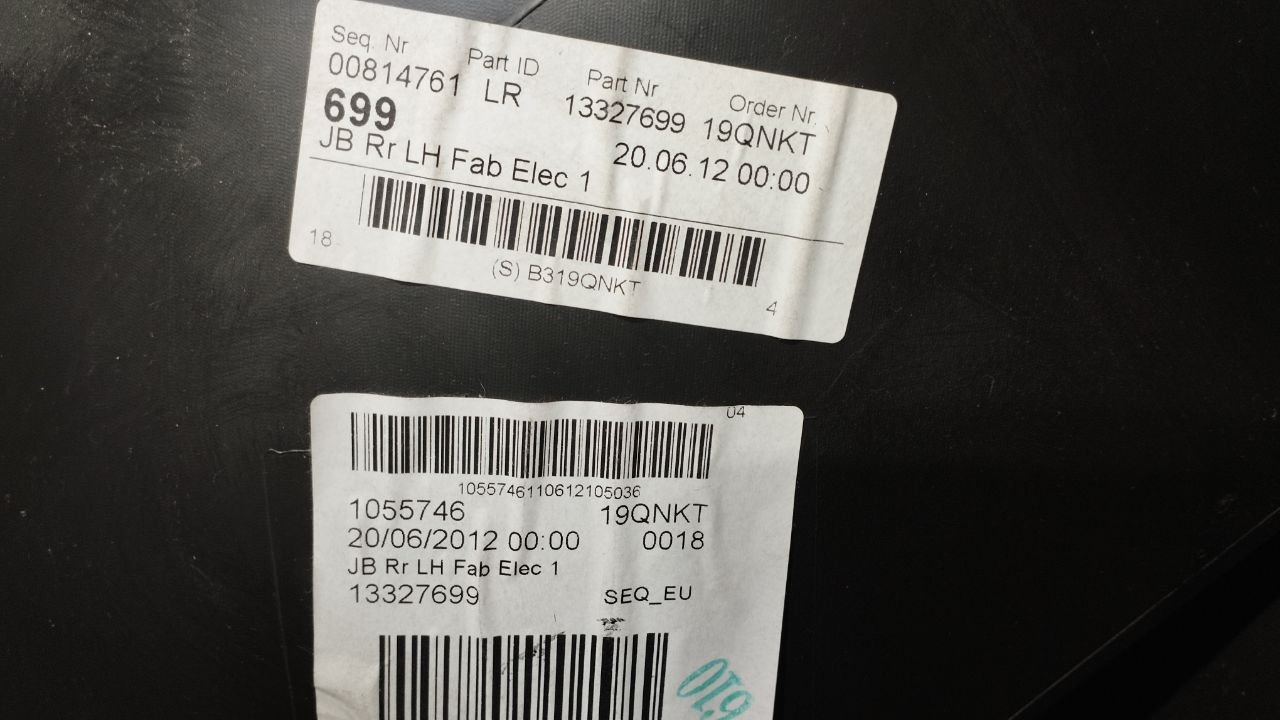 Seq. Nr Part ID Part Nr Order Nr.
00814761 LR 13327699 19QNKT
699 20.06.12 00:00
JB Rr LH Fab Elec 1
18
(S) B319QNKT
4
04
1055746110612105036
1055746 19QNKT
20/06/2012 00:00 0018
JB Rr LH Fab Elec 1
13327699 SEQ_EU
019